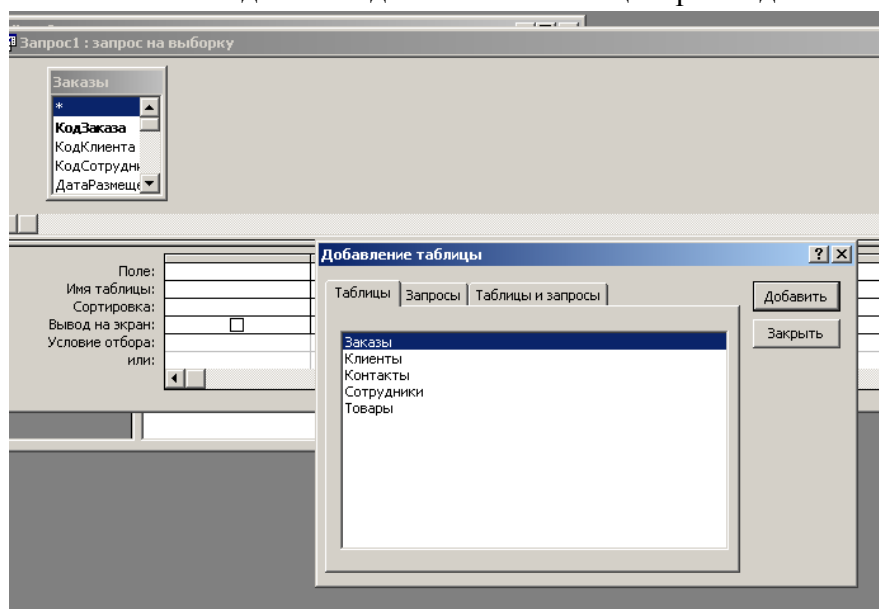 Запрос1 : запрос на выборку
Заказы
*
КодЗаказа
КодКлиента
КодСотрудн
ДатаРазмеще
Добавление таблицы
Поле:
Имя таблицы:
Сортировка:
Вывод на экран:
Условие отбора:
или:
Таблицы Запросы Таблицы и запросы
Добавить
Закрыть
Заказы
Клиенты
Контакты
Сотрудники
Товары